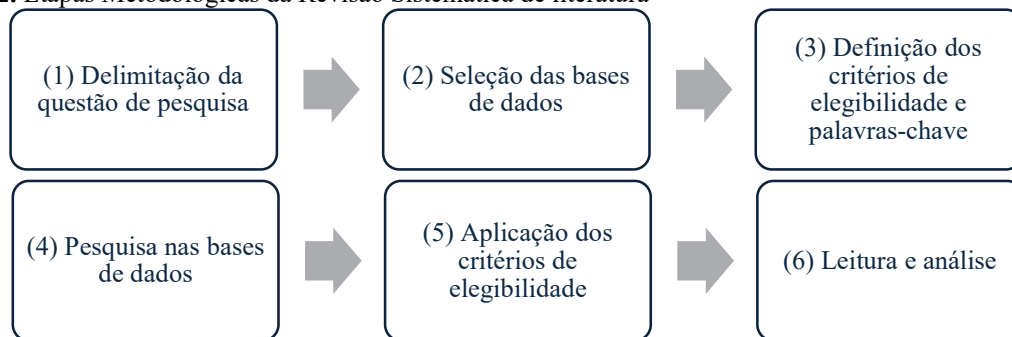 2. Etapas Metodológicas da Revisão Sistemática de literatura
(1) Delimitação da
questão de pesquisa
(2) Seleção das bases
de dados
(3) Definição dos
critérios de
elegibilidade e
palavras-chave
(4) Pesquisa nas bases
de dados
(5) Aplicação dos
critérios de
elegibilidade
(6) Leitura e análise